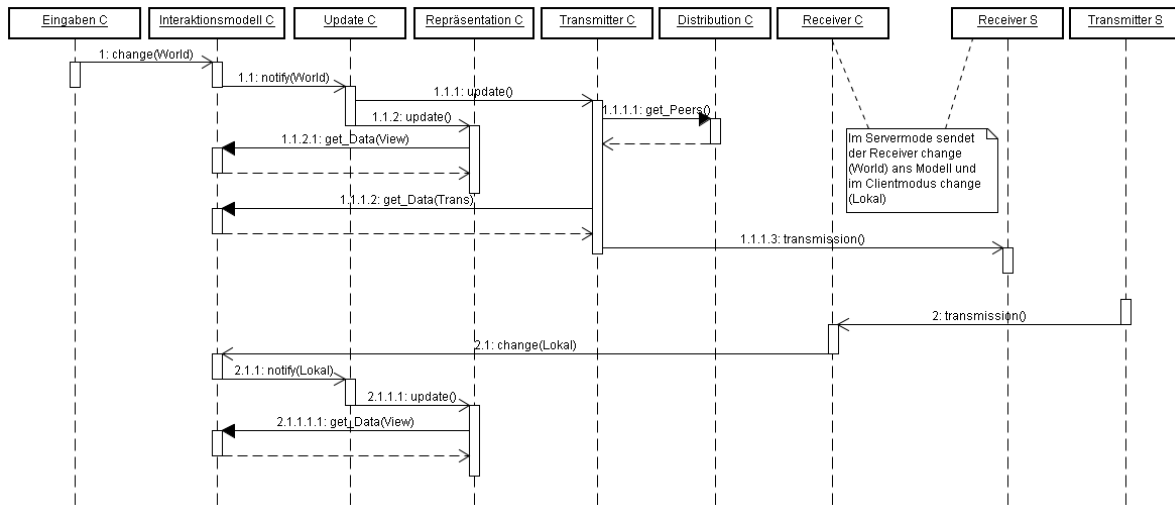 Eingaben C
Interaktionsmodell C
Update C
Repräsentation C
Transmitter C
Distribution C
Receiver C
Receiver S
Transmitter S
1: change(World)
1.1: notify(World)
1.1.1: update()
1.1.1.1: get_Peers()
1.1.2: update()
1.1.2.1: get_Data(View)
Im Servermode sendet
der Receiver change
(World) ans Modell und
im Clientmodus change
(Lokal)
1.1.1.2: get_Data(Trans)
1.1.1.3: transmission()
2: transmission()
2.1: change(Lokal)
2.1.1: notify(Lokal)
2.1.1.1: update()
2.1.1.1.1: get_Data(View)